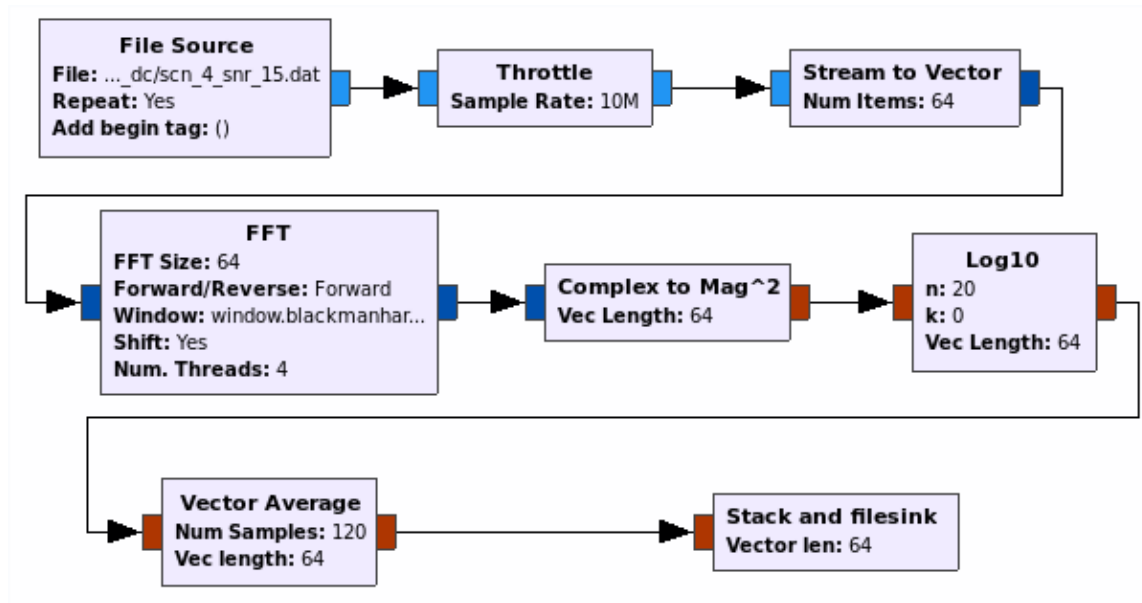 File Source
File: ..._dc/scn_4_snr_15.dat
Repeat: Yes
Add begin tag: ()
Throttle
Sample Rate: 10M
Stream to Vector
Num Items: 64
FFT
FFT Size: 64
Forward/Reverse: Forward
Window: window.blackmanhar...
Shift: Yes
Num. Threads: 4
Complex to Mag^2
Vec Length: 64
Log10
n: 20
k: 0
Vec Length: 64
Vector Average
Num Samples: 120
Vec length: 64
Stack and filesink
Vector len: 64